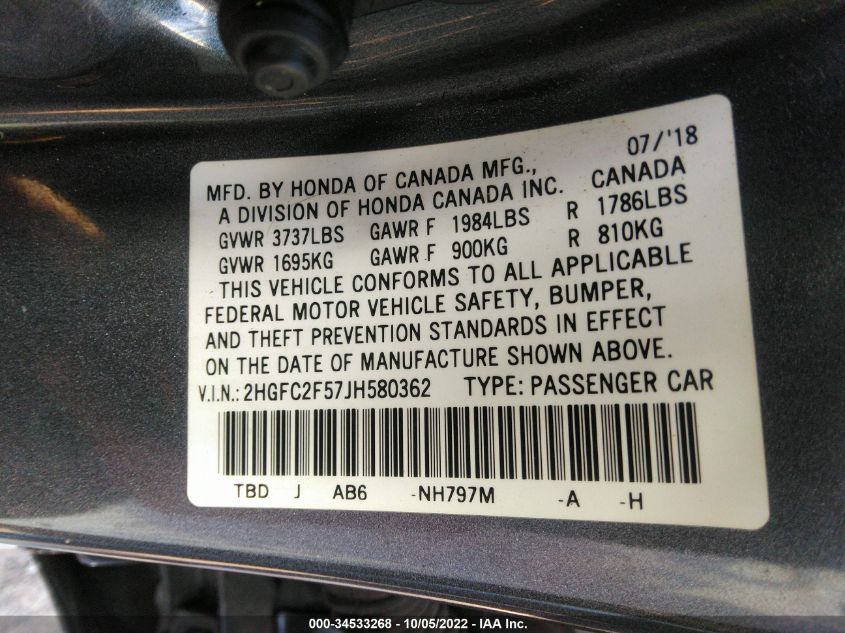 07/'18
MFD. BY HONDA OF CANADA MFG.,
A DIVISION OF HONDA CANADA INC. CANADA
GVWR 3737LBS GAWR F 1984LBS R 1786LBS
GVWR 1695KG GAWR F 900KG R 810KG
THIS VEHICLE CONFORMS TO ALL APPLICABLE
FEDERAL MOTOR VEHICLE SAFETY, BUMPER,
AND THEFT PREVENTION STANDARDS IN EFFECT
ON THE DATE OF MANUFACTURE SHOWN ABOVE.
V.I.N.: 2HGFC2F57JH580362 TYPE: PASSENGER CAR
TBD J AB6 -NH797M -A -H
000-34533268 - 10/05/2022 - IAA Inc.